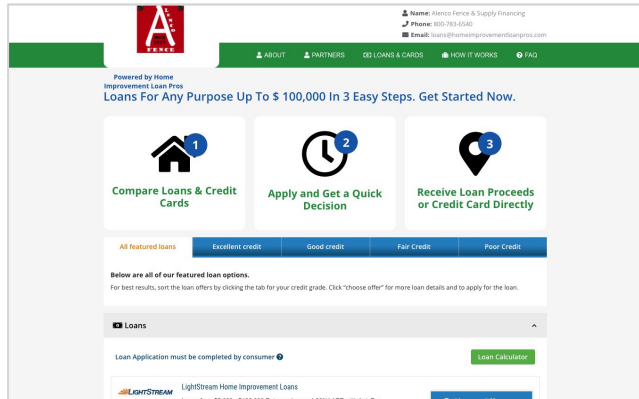 LENCO
FENCE
Name: Alenco Fence & Supply Financing
Phone: 800-783-6540
Email: loans@homeimprovementloanpros.com
ABOUT PARTNERS LOANS & CARDS HOW IT WORKS FAQ
Powered by Home
Improvement Loan Pros
Loans For Any Purpose Up To $ 100,000 In 3 Easy Steps. Get Started Now.
1
Compare Loans & Credit
Cards
2
Apply and Get a Quick
Decision
3
Receive Loan Proceeds
or Credit Card Directly
All featured loans Excellent credit Good credit Fair Credit Poor Credit
Below are all of our featured loan options.
For best results, sort the loan offers by clicking the tab for your credit grade. Click "choose offer" for more loan details and to apply for the loan.
Loans
Loan Application must be completed by consumer
Loan Calculator
LIGHTSTREAM
LightStream Home Improvement Loans